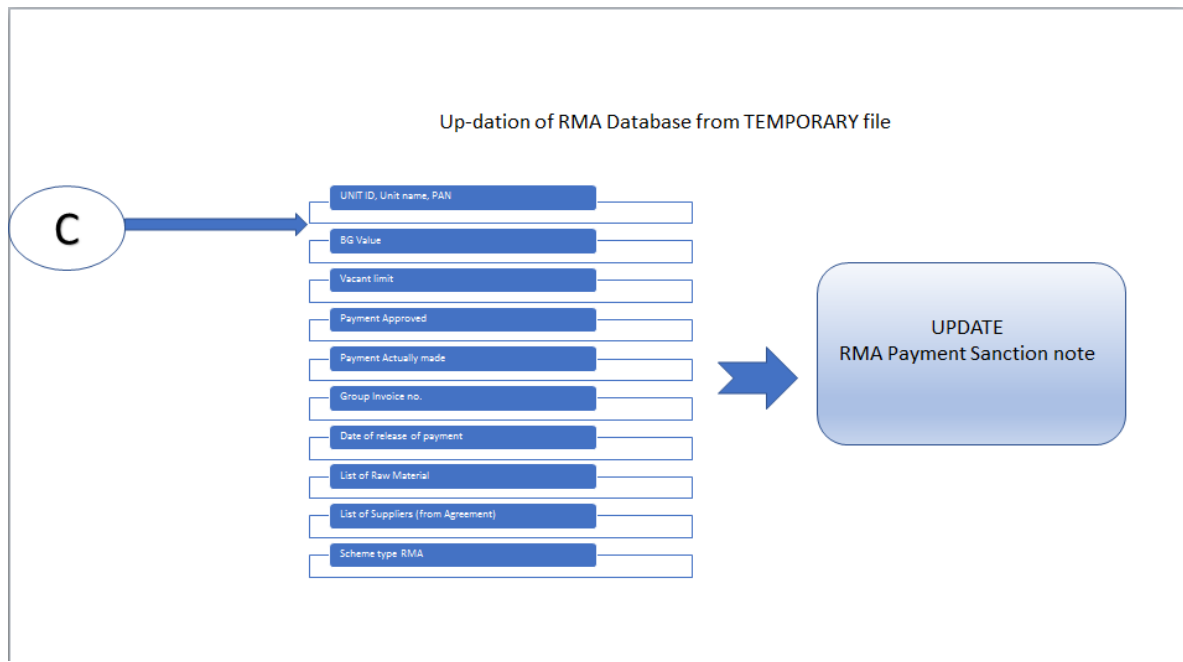 Up-dation of RMA Database from TEMPORARY file
C
UNIT ID, Unit name, PAN
BG Value
Vacant limit
Payment Approved
Payment Actually made
Group Invoice no.
Date of release of payment
List of Raw Material
List of Suppliers (from Agreement)
Scheme type RMA
UPDATE
RMA Payment Sanction note